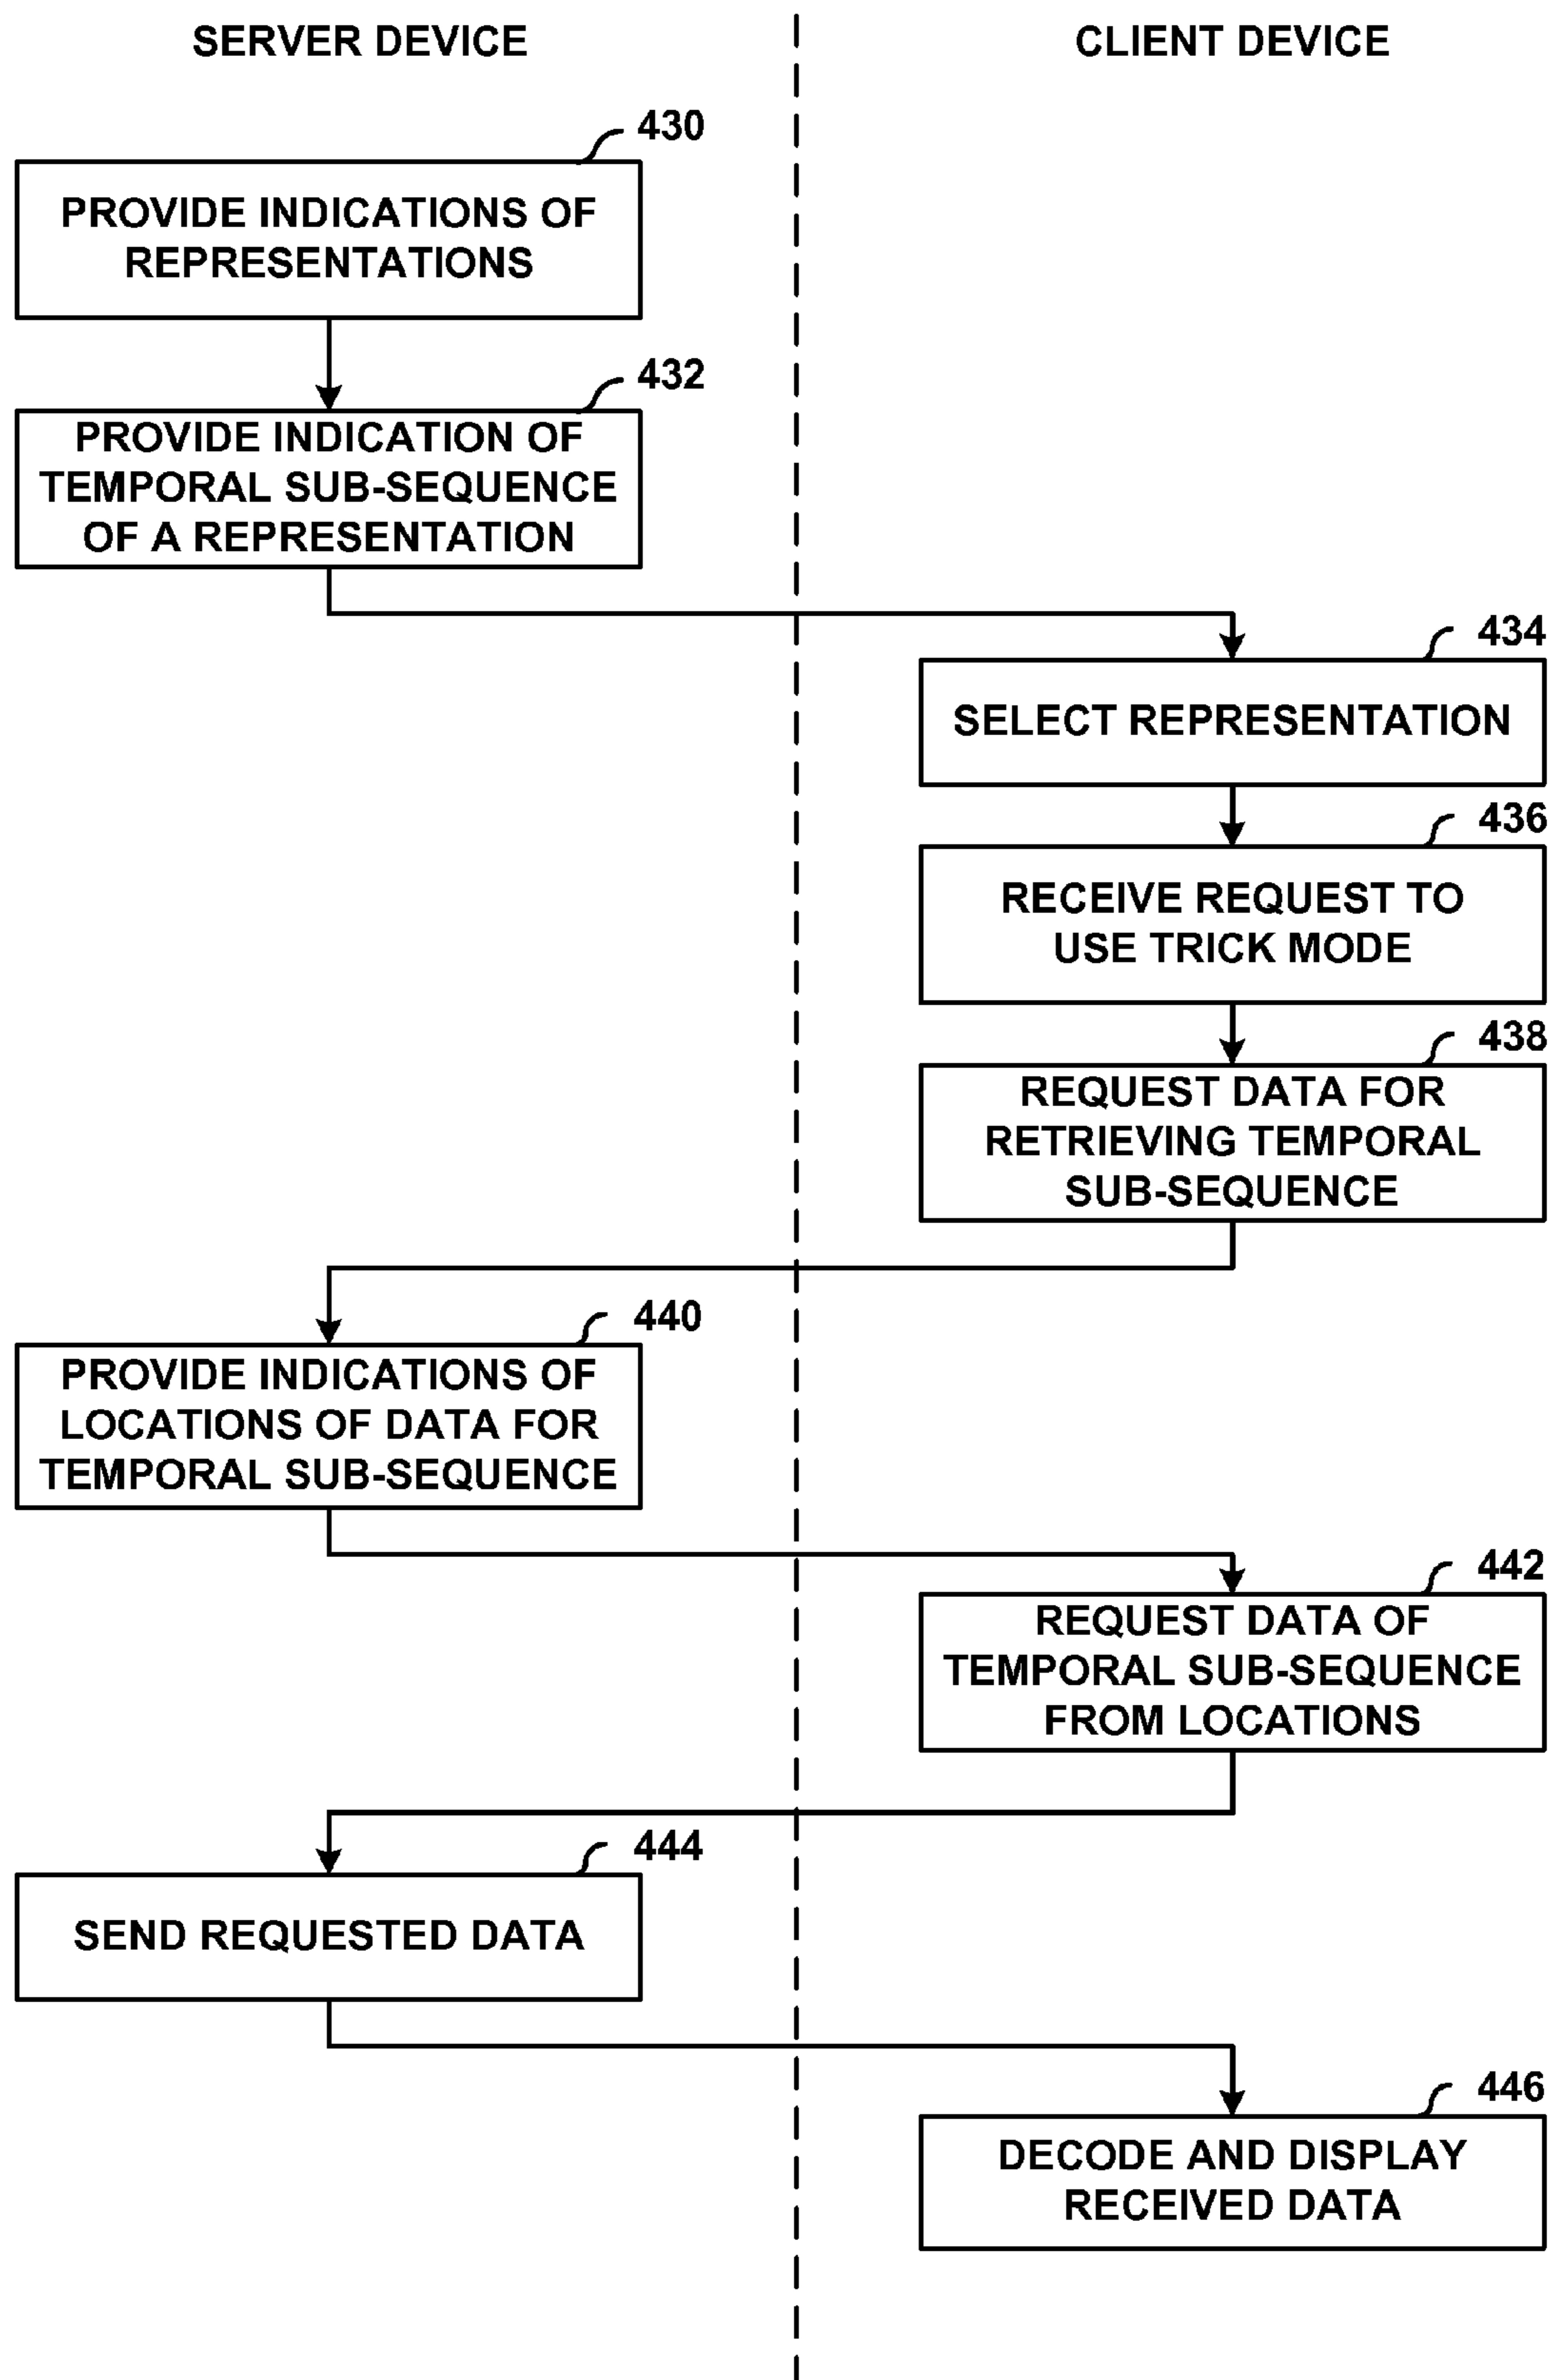 SERVER DEVICE
CLIENT DEVICE
430
PROVIDE INDICATIONS OF
REPRESENTATIONS
432
PROVIDE INDICATION OF
TEMPORAL SUB-SEQUENCE
OF A REPRESENTATION
434
SELECT REPRESENTATION
436
RECEIVE REQUEST TO
USE TRICK MODE
438
REQUEST DATA FOR
RETRIEVING TEMPORAL
SUB-SEQUENCE
440
PROVIDE INDICATIONS OF
LOCATIONS OF DATA FOR
TEMPORAL SUB-SEQUENCE
442
REQUEST DATA OF
TEMPORAL SUB-SEQUENCE
FROM LOCATIONS
444
SEND REQUESTED DATA
446
DECODE AND DISPLAY
RECEIVED DATA